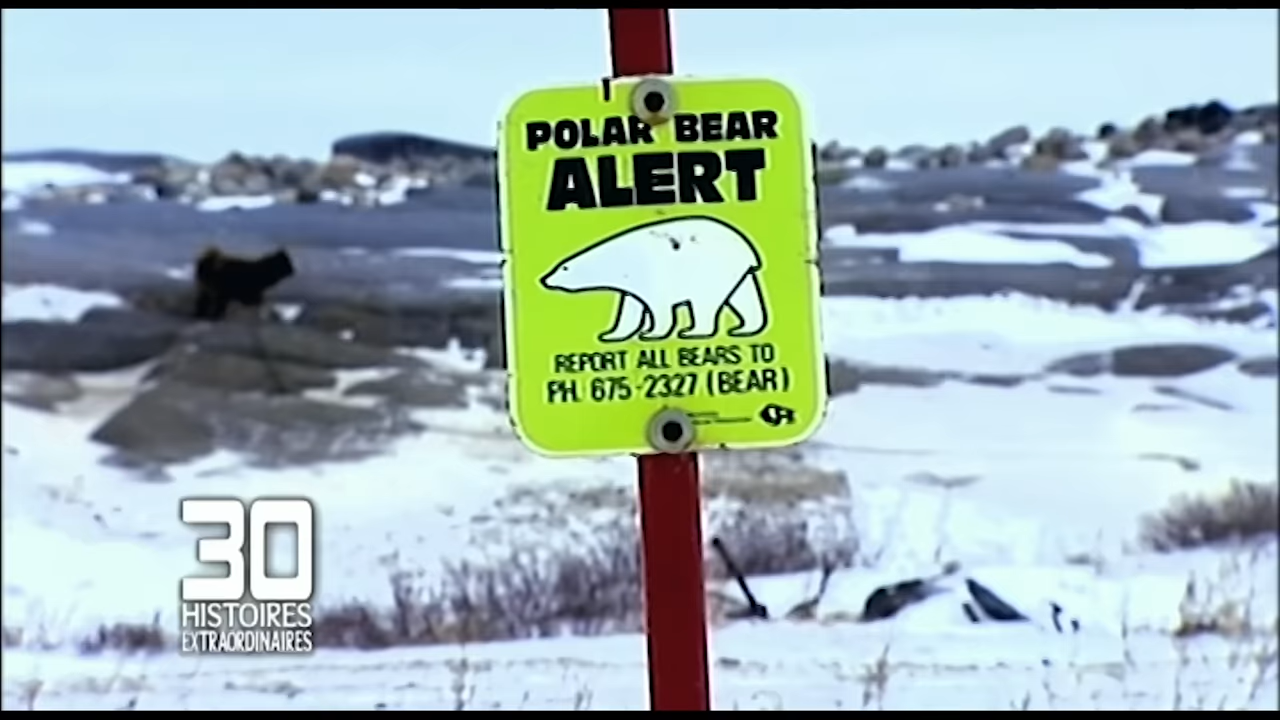 POLAR BEAR
ALERT
REPORT ALL BEARS TO
PH. 675-2327 (BEAR)
30
HISTOIRES
EXTRAORDINAIRES